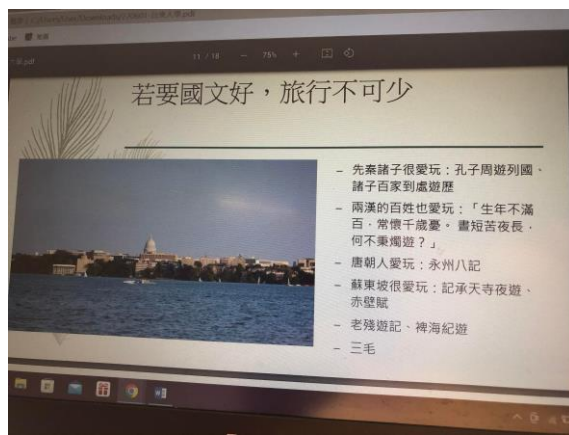 11 / 18 — 75% +
若要國文好，旅行不可少
– 先秦諸子很愛玩：孔子周遊列國、
諸子百家到處遊歷
– 兩漢的百姓也愛玩：「生年不滿
百，常懷千歲憂。晝短苦夜長，
何不秉燭遊？」
– 唐朝人愛玩：永州八記
– 蘇東坡很愛玩：記承天寺夜遊、
赤壁賦
– 老殘遊記、裨海紀遊
– 三毛